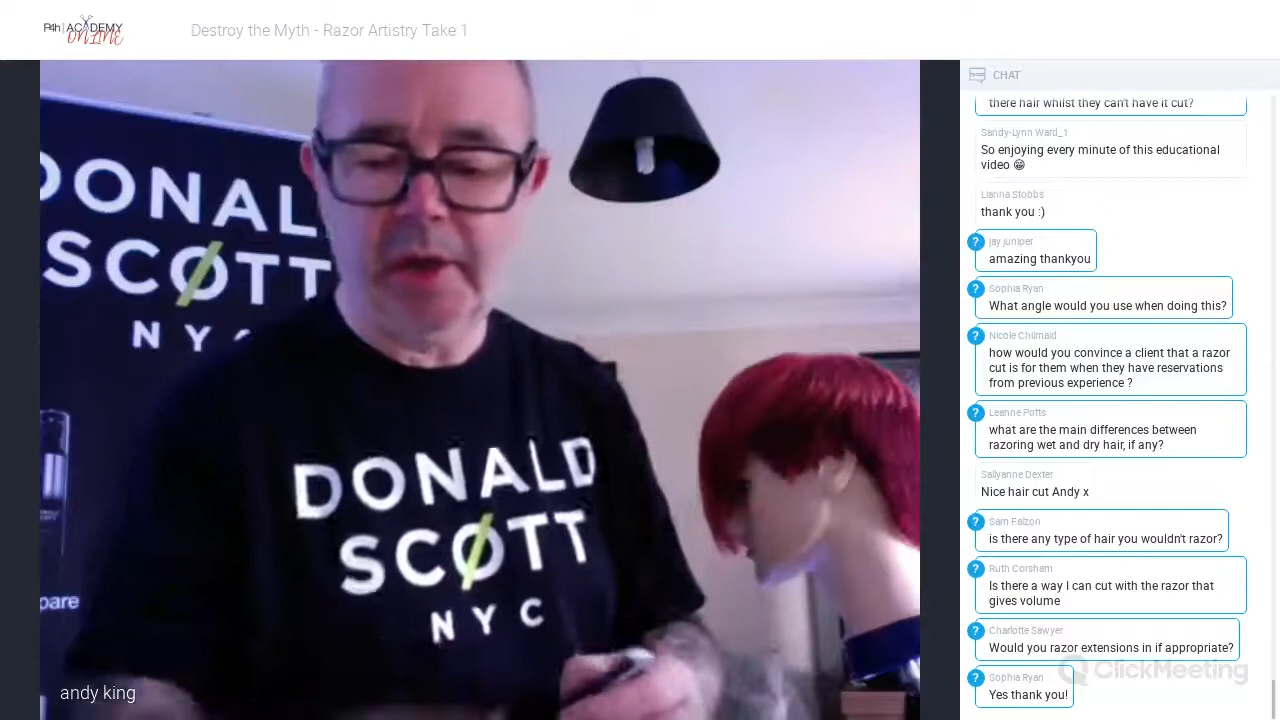 P4h | ACADEMY
ONLINE
Destroy the Myth - Razor Artistry Take 1
DONAL
SCØTT
NYC
pare
DONALD
SCØTT
NYC
andy king
CHAT
there hair whilst they can't have it cut?
Sandy-Lynn Ward_1
So enjoying every minute of this educational
video 😁
Lianna Stobbs
thank you :)
jay juniper
amazing thankyou
Sophia Ryan
What angle would you use when doing this?
Nicole Chilmaid
how would you convince a client that a razor
cut is for them when they have reservations
from previous experience ?
Leanne Potts
what are the main differences between
razoring wet and dry hair, if any?
Sallyanne Dexter
Nice hair cut Andy x
Sam Falzon
is there any type of hair you wouldn't razor?
Ruth Corsham
Is there a way I can cut with the razor that
gives volume
Charlotte Sawyer
Would you razor extensions in if appropriate?
ClickMeeting
Sophia Ryan
Yes thank you!